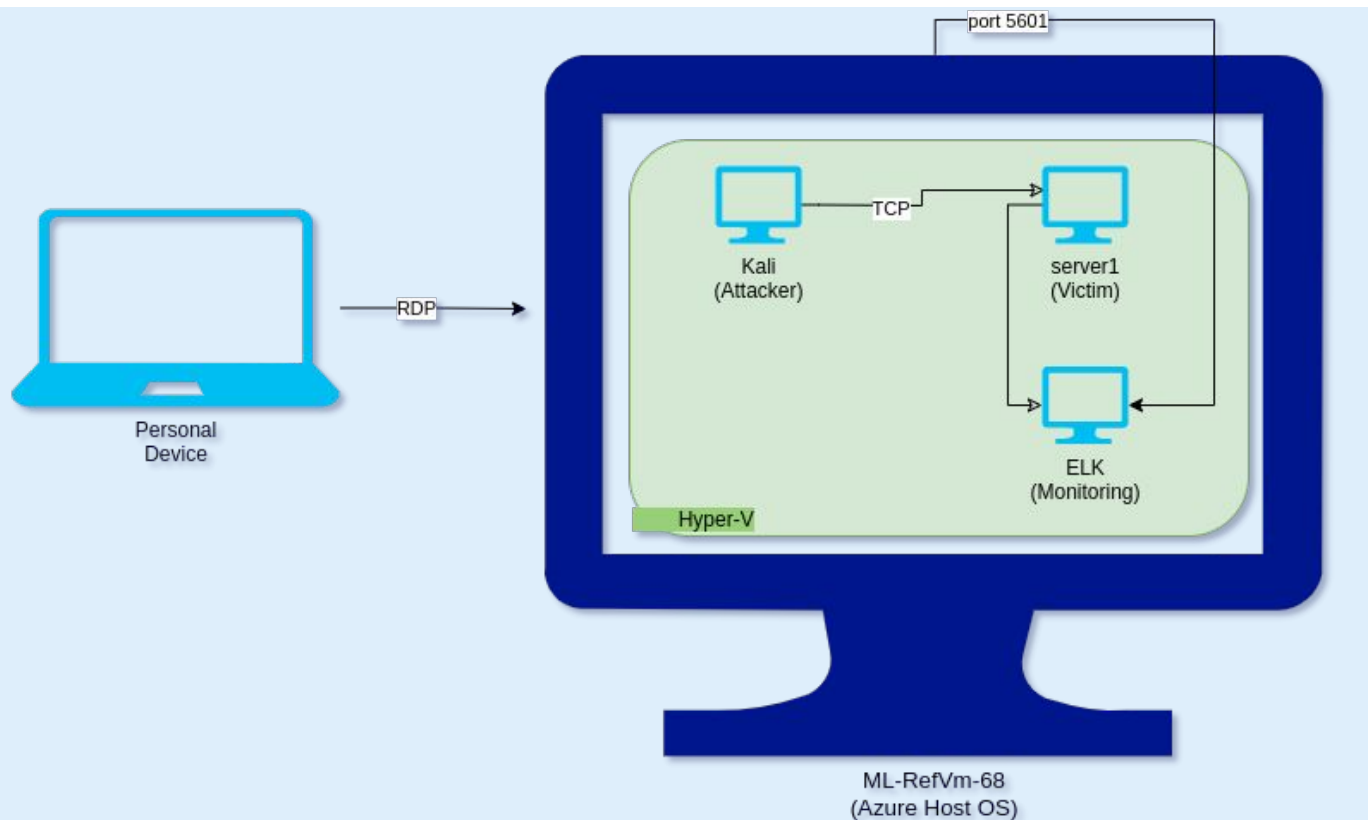 port 5601
TCP
Kali
(Attacker)
server1
(Victim)
RDP
Personal
Device
ELK
(Monitoring)
Hyper-V
ML-RefVm-68
(Azure Host OS)